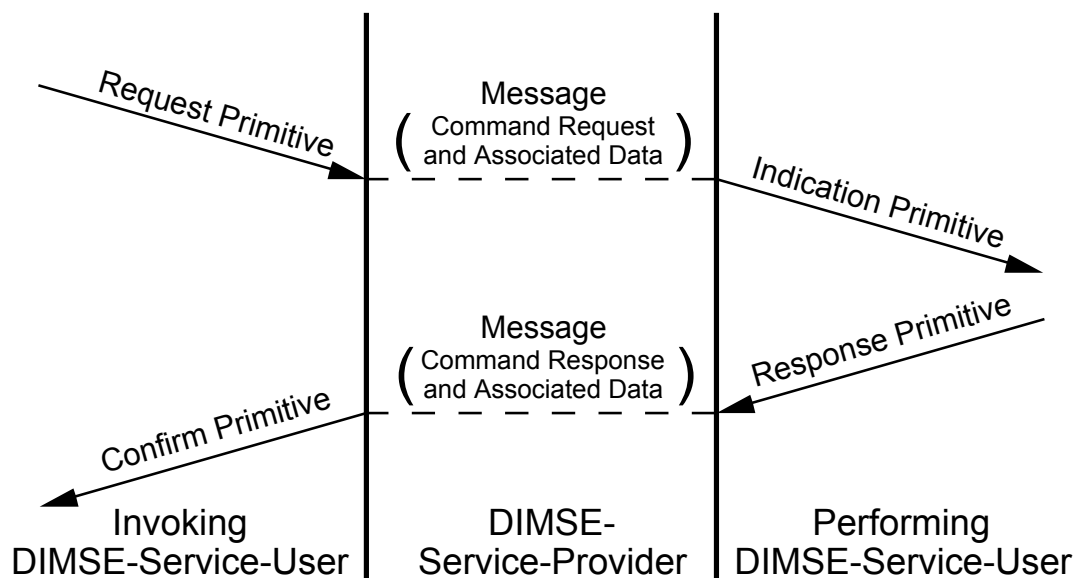 Request Primitive
Message
( Command Request
and Associated Data )
Indication Primitive
Message
( Command Response
and Associated Data )
Response Primitive
Confirm Primitive
Invoking
DIMSE-Service-User
DIMSE-
Service-Provider
Performing
DIMSE-Service-User